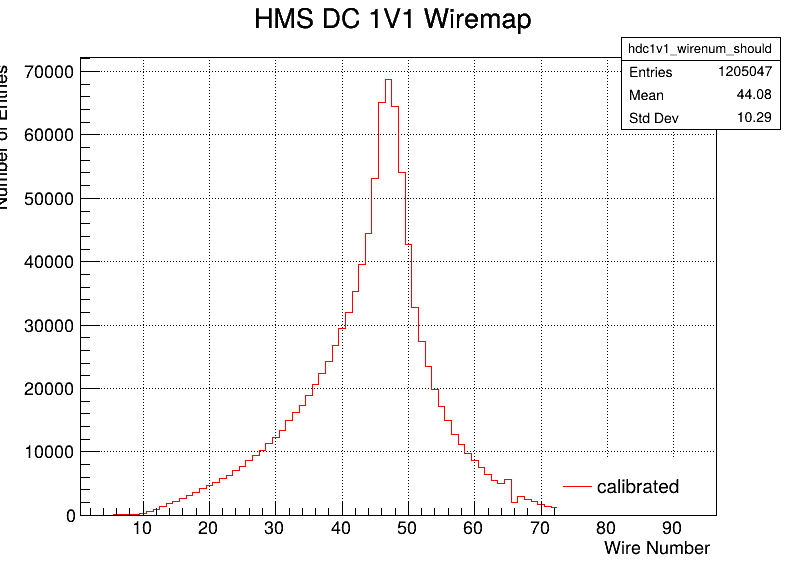 HMS DC 1V1 Wiremap
hdc1v1_wirenum_should
Entries 1205047
Mean 44.08
Std Dev 10.29
Number of Entries
70000
60000
50000
40000
30000
20000
10000
0
calibrated
10 20 30 40 50 60 70 80 90
Wire Number